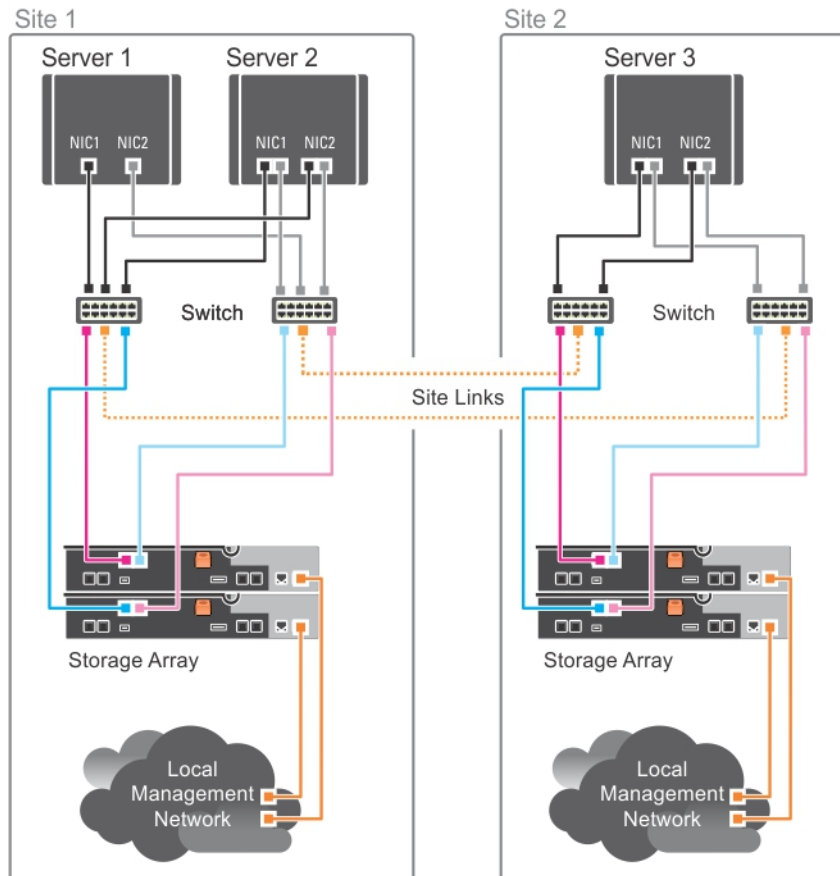 Site 1
Site 2
Server 1
Server 2
Server 3
NIC1 NIC2
NIC1 NIC2
NIC1 NIC2
Switch
Switch
Site Links
Storage Array
Storage Array
Local
Management
Network
Local
Management
Network